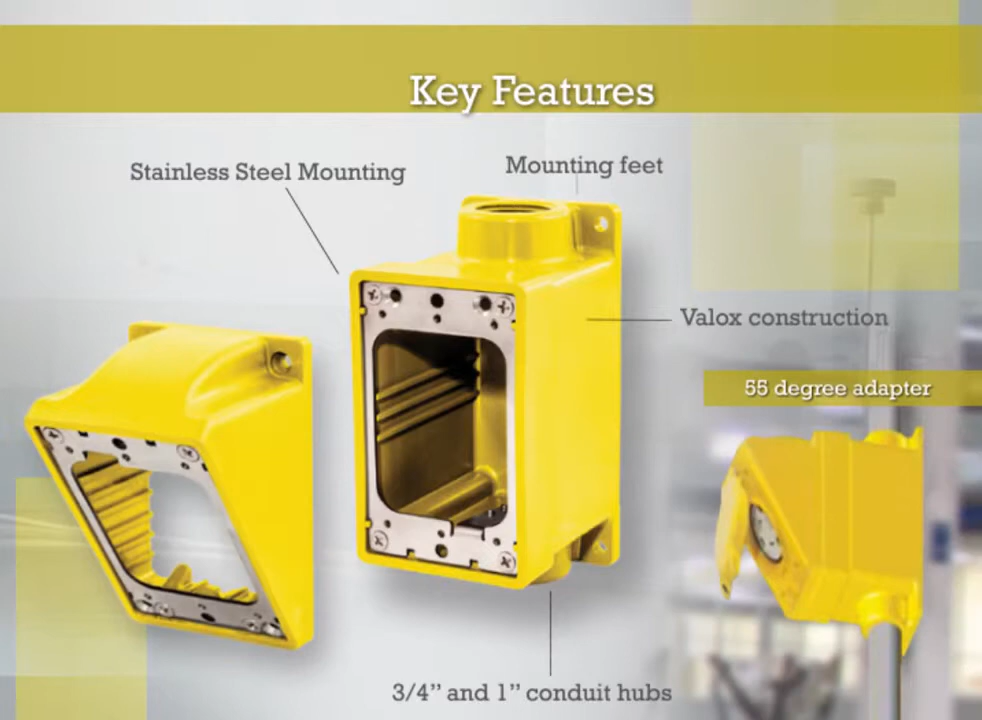 Key Features
Stainless Steel Mounting
Mounting feet
Valox construction
55 degree adapter
3/4” and 1” conduit hubs